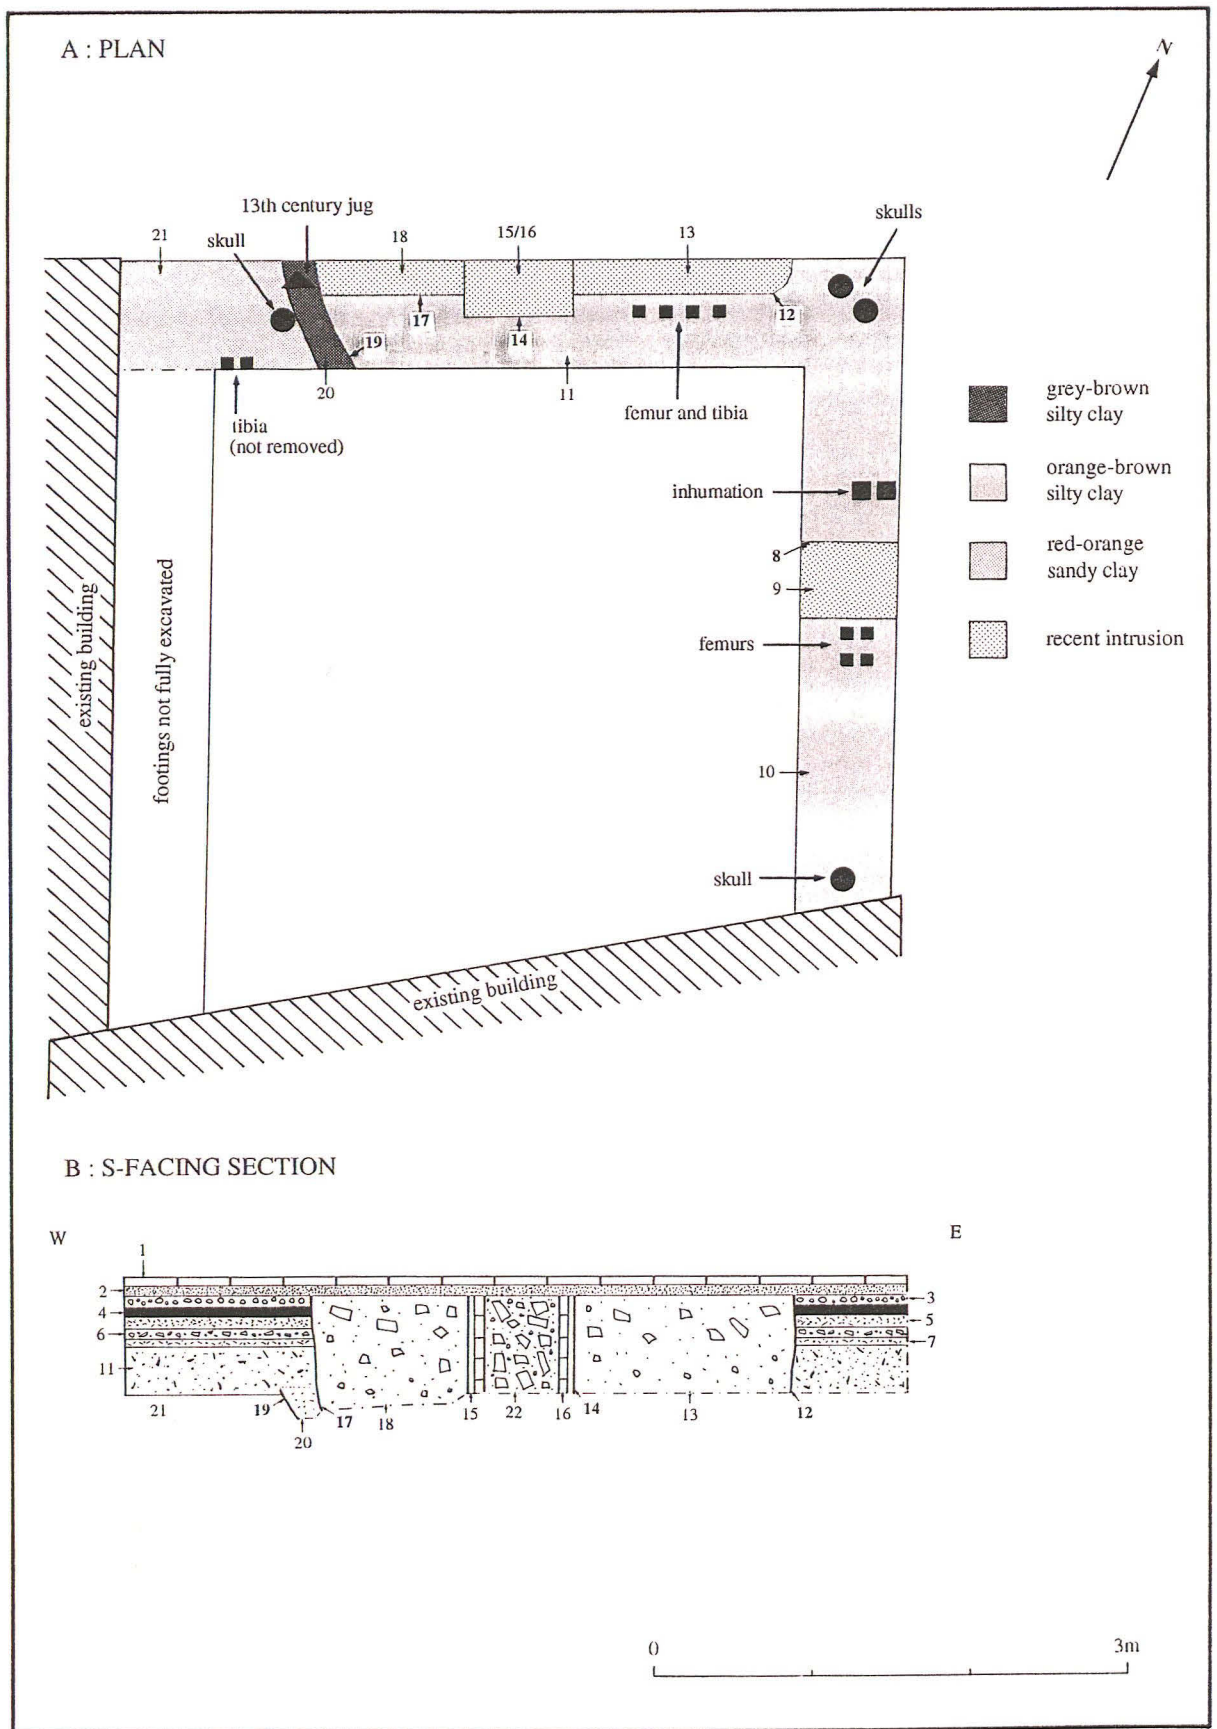 A : PLAN
N
13th century jug
skulls
21
skull
18
15/16
13
17
14
12
19
20
11
tibia
(not removed)
femur and tibia
grey-brown
silty clay
inhumation
orange-brown
silty clay
8
9
red-orange
sandy clay
existing building
footings not fully excavated
femurs
recent intrusion
10
skull
existing building
B : S-FACING SECTION
W
E
1
2
3
4
5
6
7
11
21
19
20
17
18
15
22
16
14
13
12
0
3m